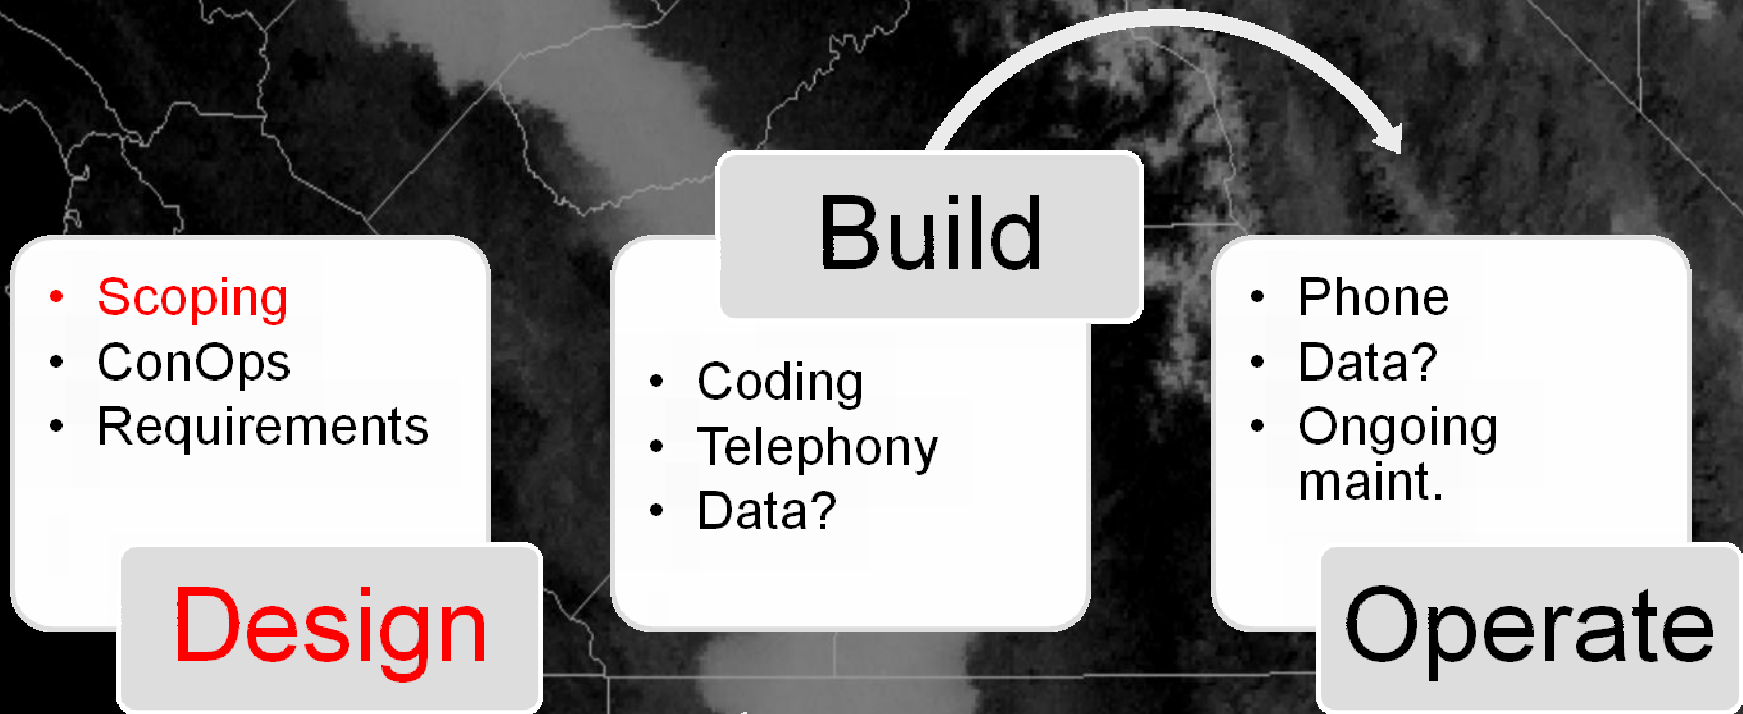 • Scoping
• ConOps
• Requirements
Design
Build
• Coding
• Telephony
• Data?
• Phone
• Data?
• Ongoing
maint.
Operate